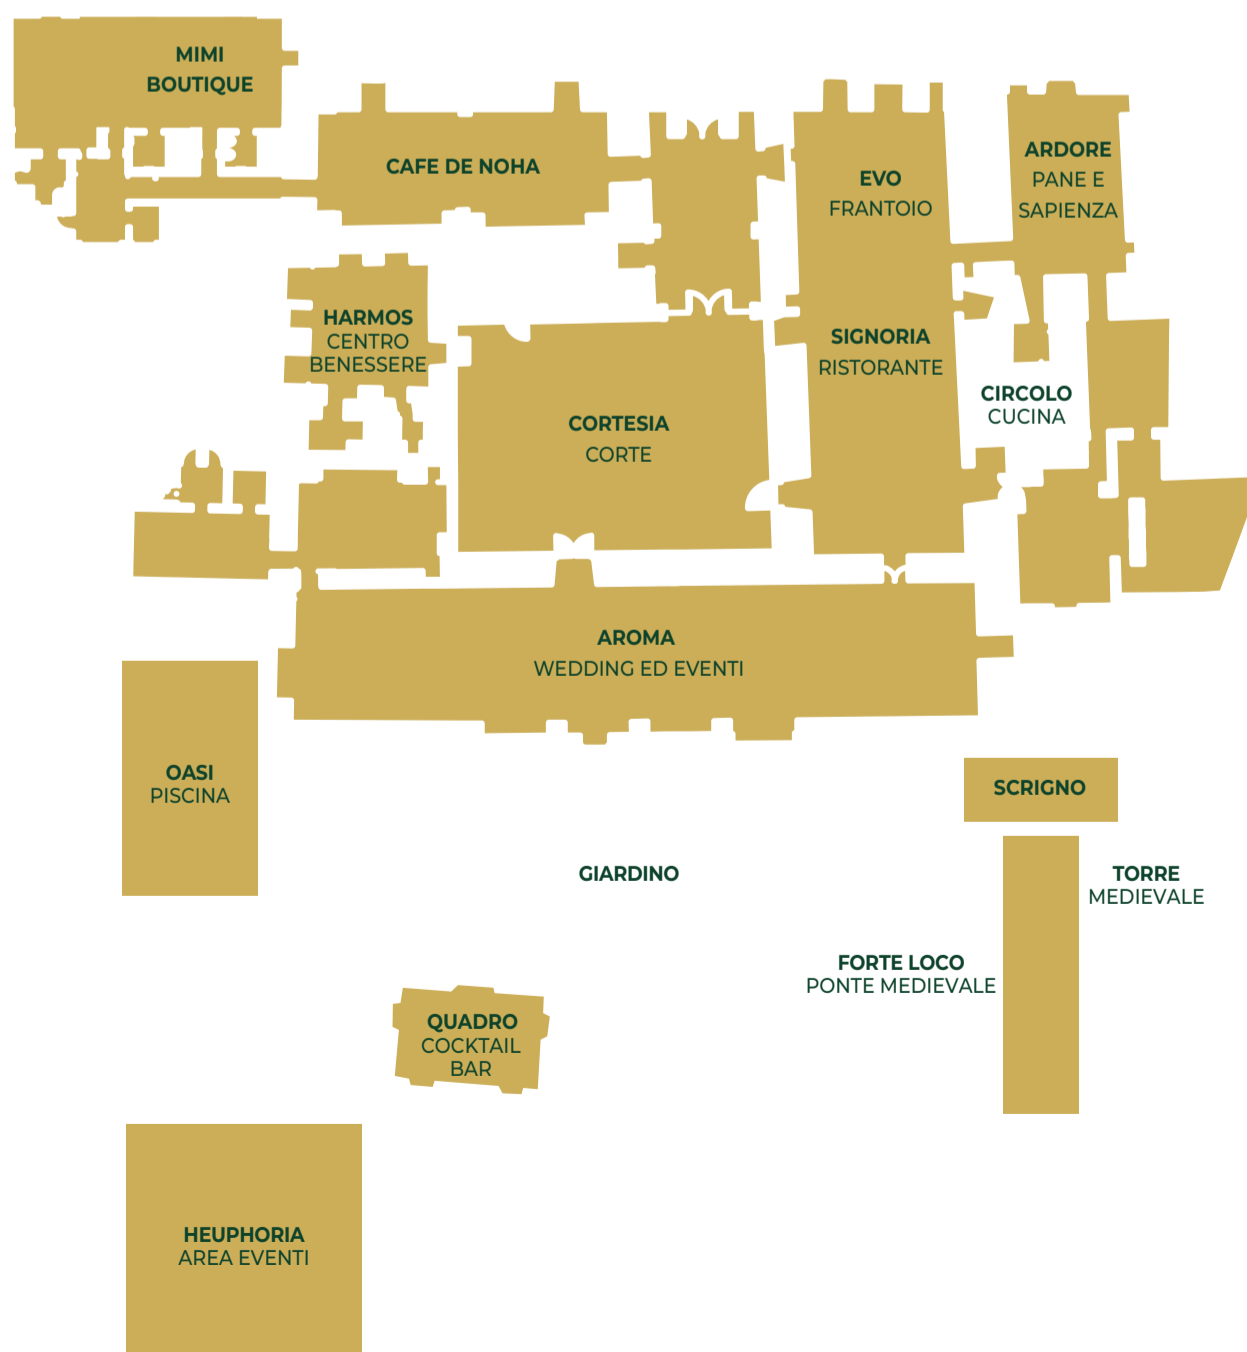 MIMI
BOUTIQUE
CAFE DE NOHA
EVO
FRANTOIO
ARDORE
PANE E
SAPIENZA
HARMOS
CENTRO
BENESSERE
SIGNORIA
RISTORANTE
CIRCOLO
CUCINA
CORTESIA
CORTE
AROMA
WEDDING ED EVENTI
OASI
PISCINA
SCRIGNO
GIARDINO
TORRE
MEDIEVALE
FORTE LOCO
PONTE MEDIEVALE
QUADRO
COCKTAIL
BAR
HEUPHORIA
AREA EVENTI